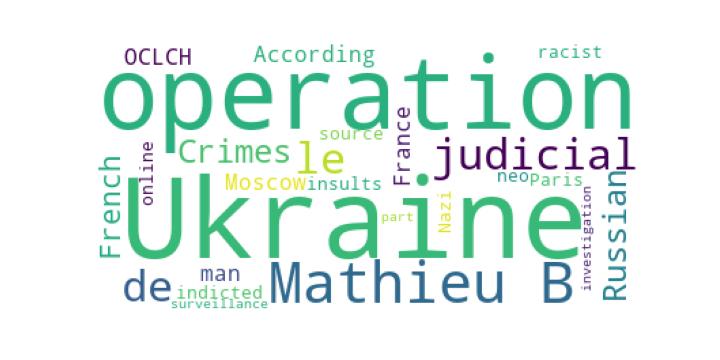 OCLCH
According
racist
operation
source
France
Crimes
le
judicial
online
French
Moscow
insults
neo
Paris
Nazi
part
Ukraine
investigation
Russian
de
man
Mathieu B
indicted
surveillance